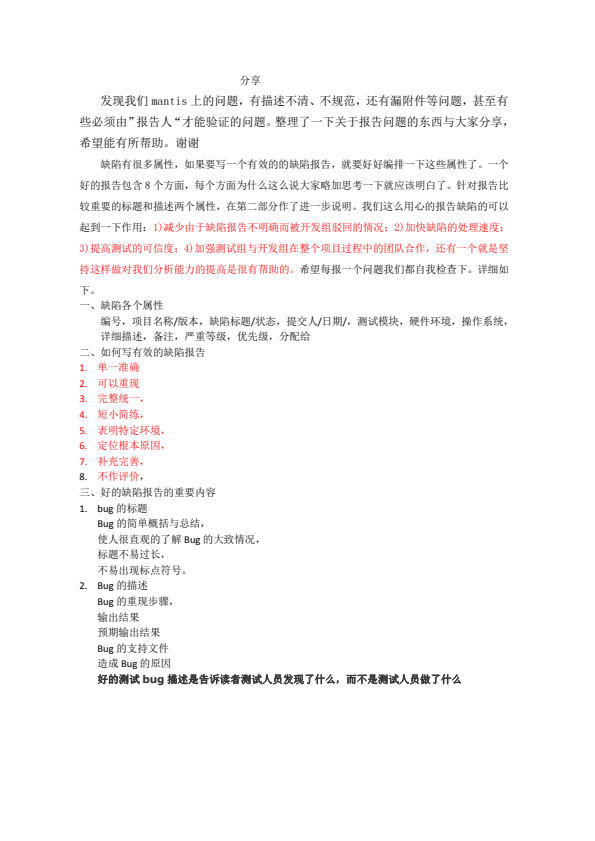 分享
发现我们 mantis 上的问题，有描述不清、不规范，还有漏附件等问题，甚至有
些必须由”报告人“才能验证的问题。整理了一下关于报告问题的东西与大家分享，
希望能有所帮助。谢谢
缺陷有很多属性，如果要写一个有效的的缺陷报告，就要好好编排一下这些属性了。一个
好的报告包含 8 个方面，每个方面为什么这么说大家略加思考一下就应该明白了。针对报告比
较重要的标题和描述两个属性，在第二部分作了进一步说明。我们这么用心的报告缺陷的可以
起到一下作用：1)减少由于缺陷报告不明确而被开发组驳回的情况；2)加快缺陷的处理速度；
3)提高测试的可信度；4)加强测试组与开发组在整个项目过程中的团队合作，还有一个就是坚
持这样做对我们分析能力的提高是很有帮助的。希望每报一个问题我们都自我检查下。详细如
下。
一、缺陷各个属性
编号，项目名称/版本，缺陷标题/状态，提交人/日期/，测试模块，硬件环境，操作系统，
详细描述，备注，严重等级，优先级，分配给
二、如何写有效的缺陷报告
1. 单一准确
2. 可以重现
3. 完整统一，
4. 短小简练，
5. 表明特定环境，
6. 定位根本原因，
7. 补充完善，
8. 不作评价，
三、好的缺陷报告的重要内容
1. bug 的标题
Bug 的简单概括与总结，
使人很直观的了解 Bug 的大致情况，
标题不易过长，
不易出现标点符号。
2. Bug 的描述
Bug 的重现步骤，
输出结果
预期输出结果
Bug 的支持文件
造成 Bug 的原因
好的测试 bug 描述是告诉读者测试人员发现了什么，而不是测试人员做了什么